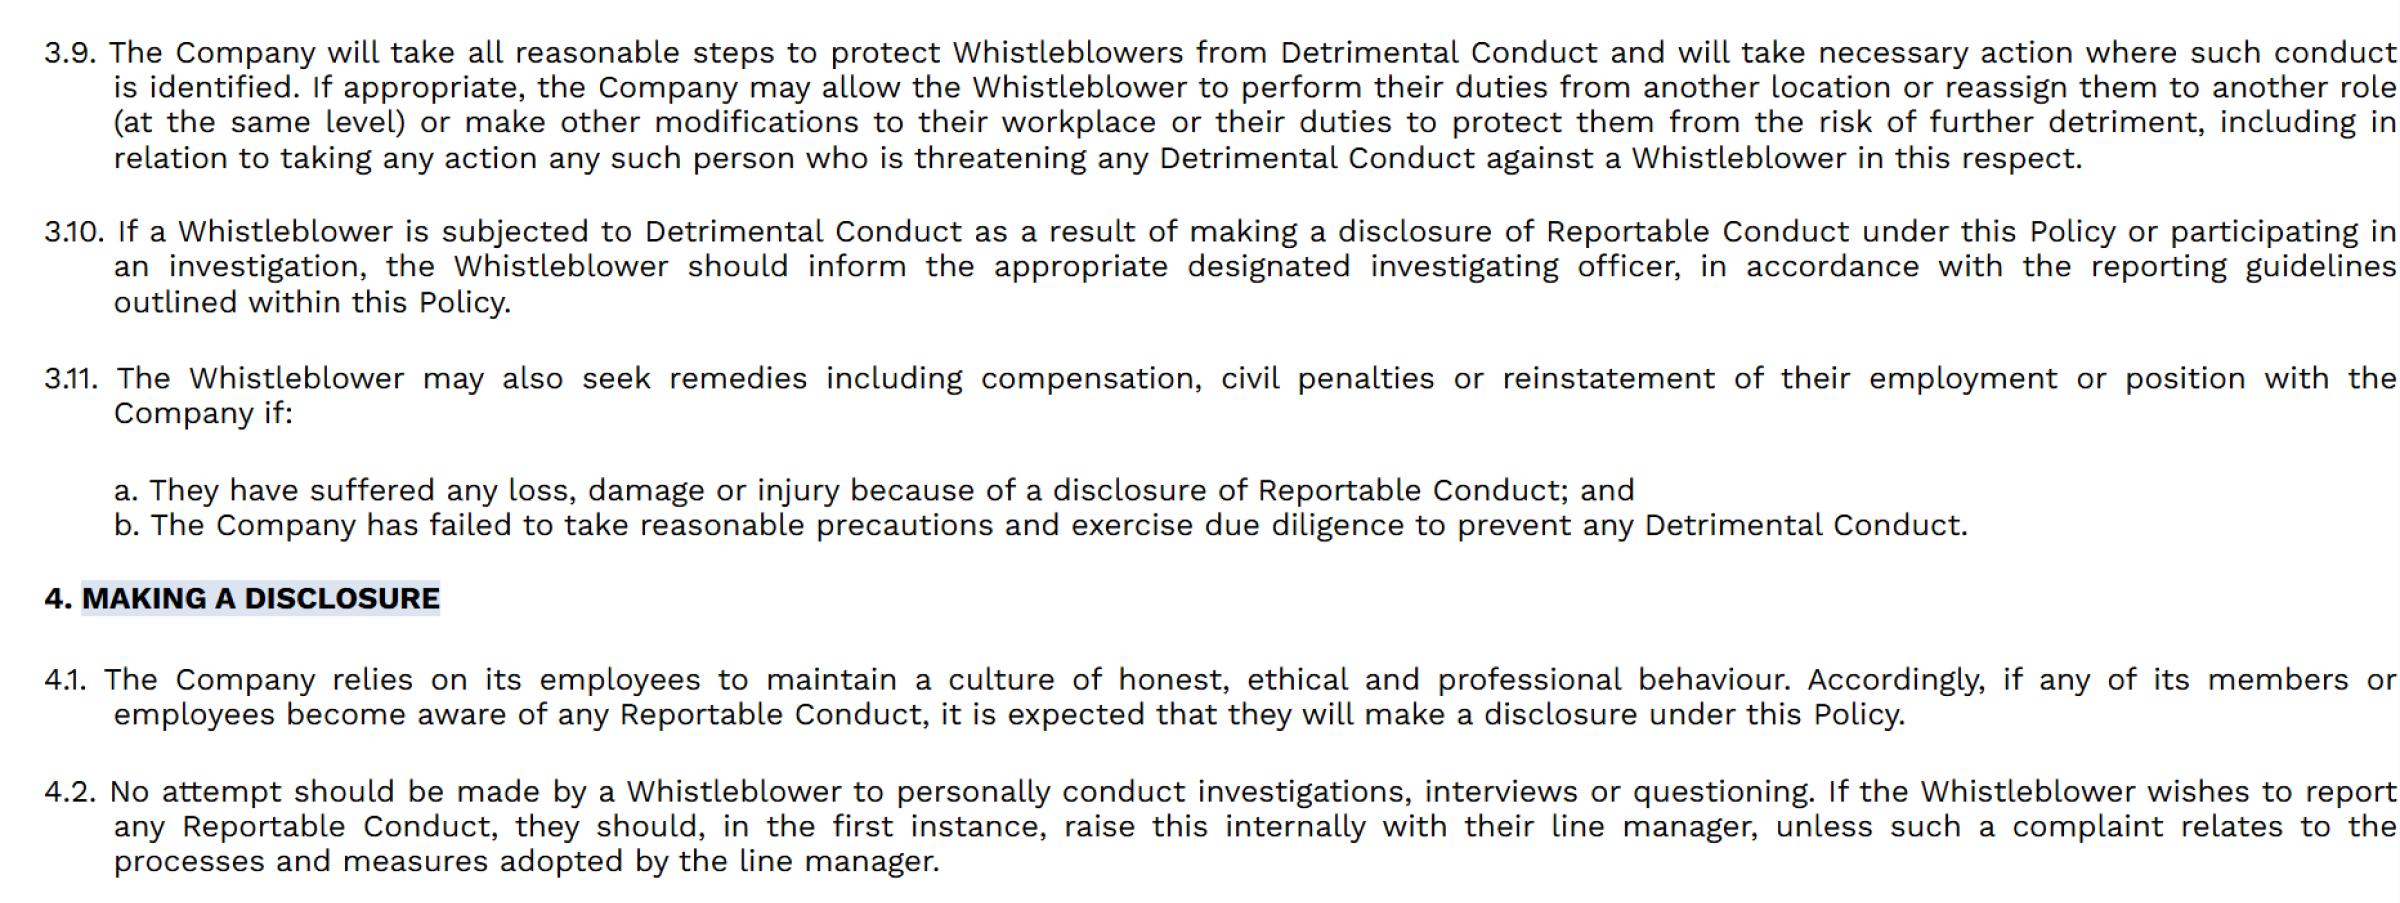 3.9. The Company will take all reasonable steps to protect Whistleblowers from Detrimental Conduct and will take necessary action where such conduct
is identified. If appropriate, the Company may allow the Whistleblower to perform their duties from another location or reassign them to another role
(at the same level) or make other modifications to their workplace or their duties to protect them from the risk of further detriment, including in
relation to taking any action any such person who is threatening any Detrimental Conduct against a Whistleblower in this respect.
3.10. If a Whistleblower is subjected to Detrimental Conduct as a result of making a disclosure of Reportable Conduct under this Policy or participating in
an investigation, the Whistleblower should inform the appropriate designated investigating officer, in accordance with the reporting guidelines
outlined within this Policy.
3.11. The Whistleblower may also seek remedies including compensation, civil penalties or reinstatement of their employment or position with the
Company if:
a. They have suffered any loss, damage or injury because of a disclosure of Reportable Conduct; and
b. The Company has failed to take reasonable precautions and exercise due diligence to prevent any Detrimental Conduct.
4. MAKING A DISCLOSURE
4.1. The Company relies on its employees to maintain a culture of honest, ethical and professional behaviour. Accordingly, if any of its members or
employees become aware of any Reportable Conduct, it is expected that they will make a disclosure under this Policy.
4.2. No attempt should be made by a Whistleblower to personally conduct investigations, interviews or questioning. If the Whistleblower wishes to report
any Reportable Conduct, they should, in the first instance, raise this internally with their line manager, unless such a complaint relates to the
processes and measures adopted by the line manager.